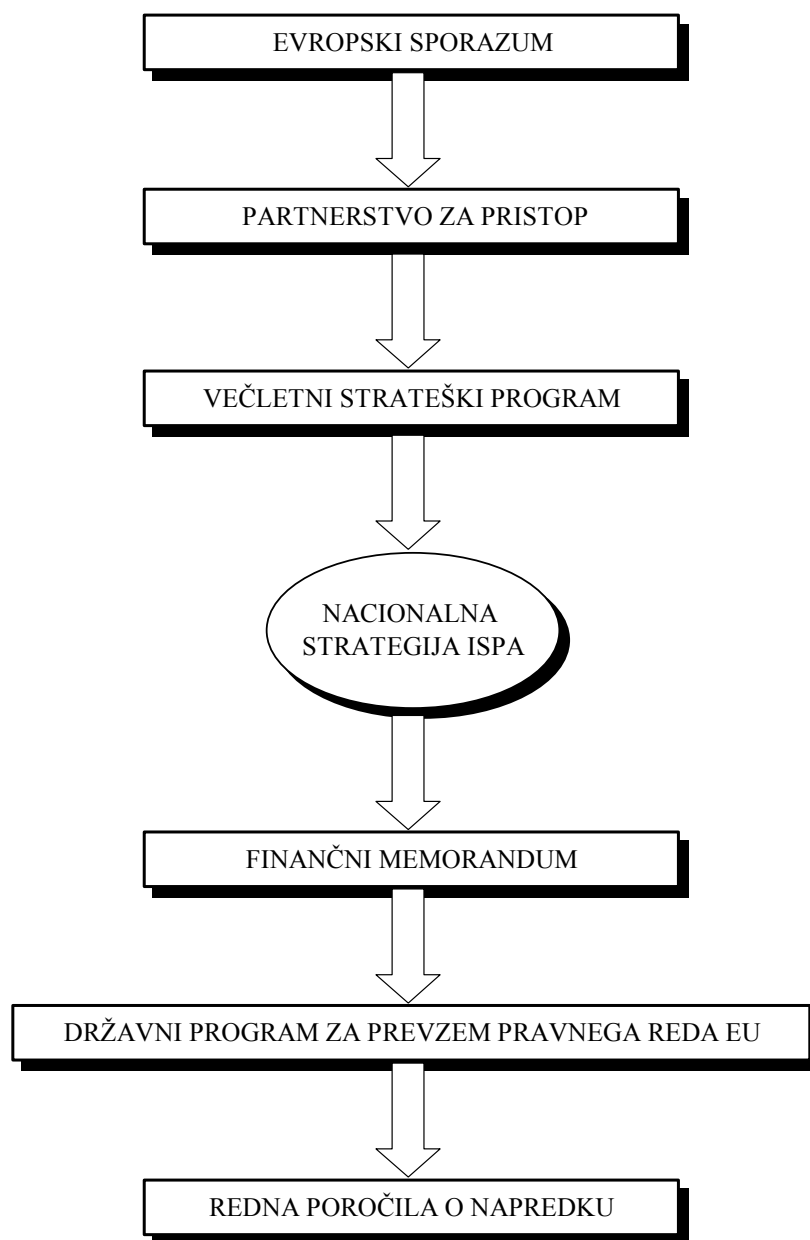 EVROPSKI SPORAZUM
PARTNERSTVO ZA PRISTOP
VEČLETNI STRATEŠKI PROGRAM
NACIONALNA
STRATEGIJA ISPA
FINANČNI MEMORANDUM
DRŽAVNI PROGRAM ZA PREVZEM PRAVNEGA REDA EU
REDNA POROČILA O NAPREDKU